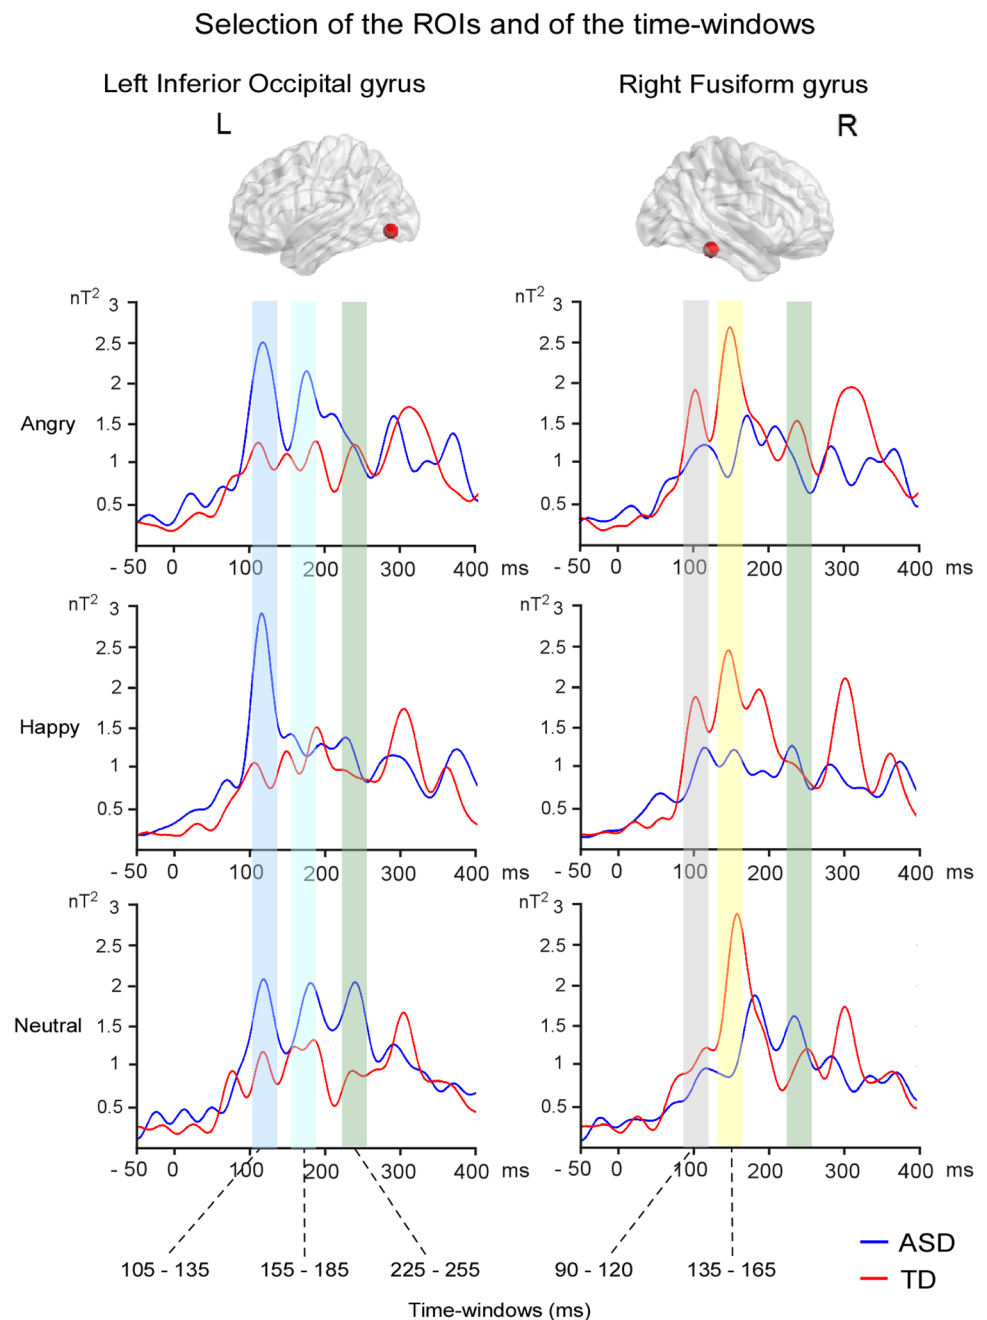 Selection of the ROIs and of the time-windows
Left Inferior Occipital gyrus
Right Fusiform gyrus
L
R
nT2 3
2.5
2
1.5
1
0.5
Angry
- 50 0 100 200 300 400 ms
nT2 3
2.5
2
1.5
1
0.5
- 50 0 100 200 300 400 ms
nT2 3
2.5
2
1.5
1
0.5
Happy
- 50 0 100 200 300 400 ms
nT2 3
2.5
2
1.5
1
0.5
- 50 0 100 200 300 400 ms
nT2 3
2.5
2
1.5
1
0.5
Neutral
- 50 0 100 200 300 400 ms
nT2 3
2.5
2
1.5
1
0.5
- 50 0 100 200 300 400 ms
105 - 135 155 - 185 225 - 255 90 - 120 135 - 165
ASD
TD
Time-windows (ms)